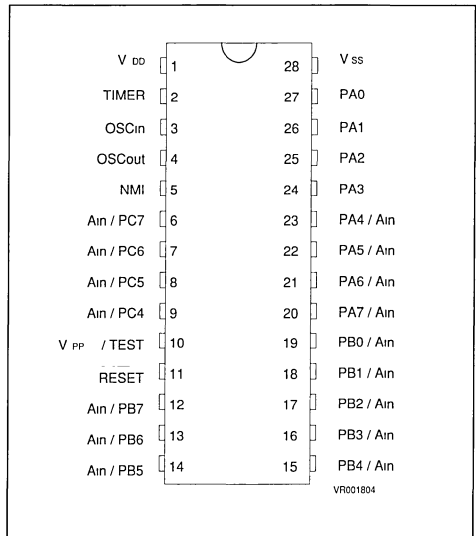 V DD 1 28 V SS
TIMER 2 27 PA0
OSCin 3 26 PA1
OSCout 4 25 PA2
NMI 5 24 PA3
Ain / PC7 6 23 PA4 / Ain
Ain / PC6 7 22 PA5 / Ain
Ain / PC5 8 21 PA6 / Ain
Ain / PC4 9 20 PA7 / Ain
V PP / TEST 10 19 PB0 / Ain
RESET 11 18 PB1 / Ain
Ain / PB7 12 17 PB2 / Ain
Ain / PB6 13 16 PB3 / Ain
Ain / PB5 14 15 PB4 / Ain
VR001804